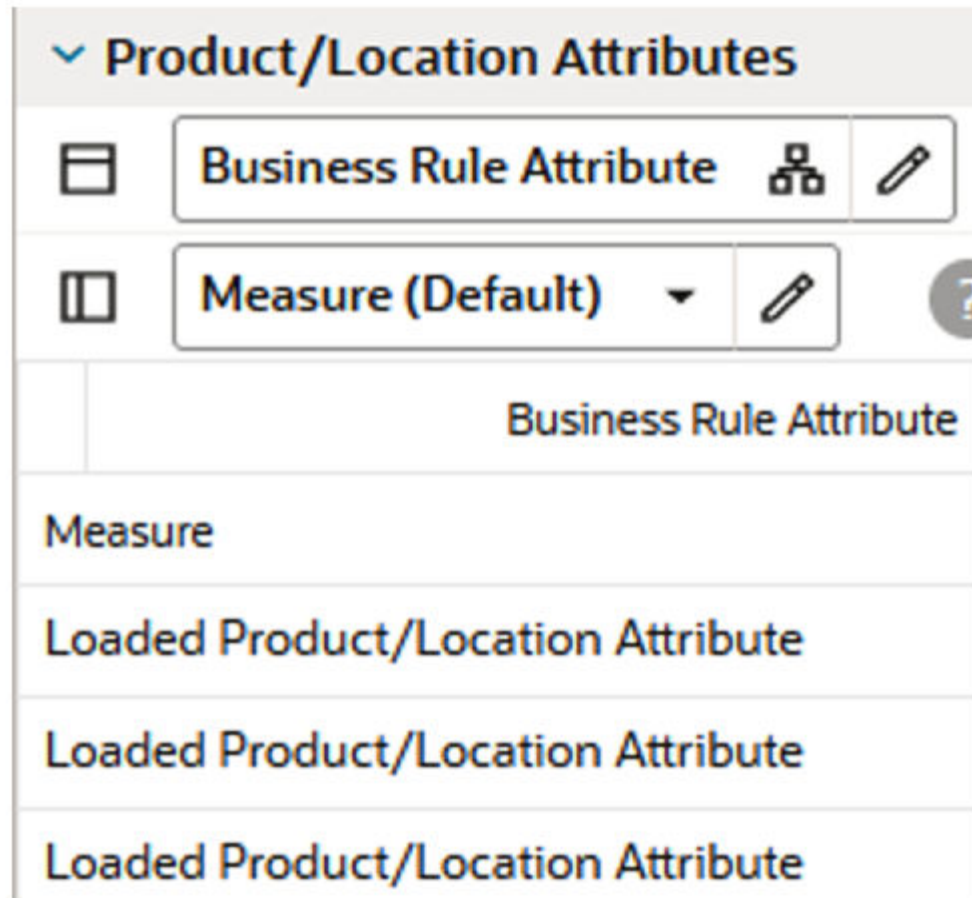 Product/Location Attributes
Business Rule Attribute
Measure (Default)
?
Business Rule Attribute
Measure
Loaded Product/Location Attribute
Loaded Product/Location Attribute
Loaded Product/Location Attribute